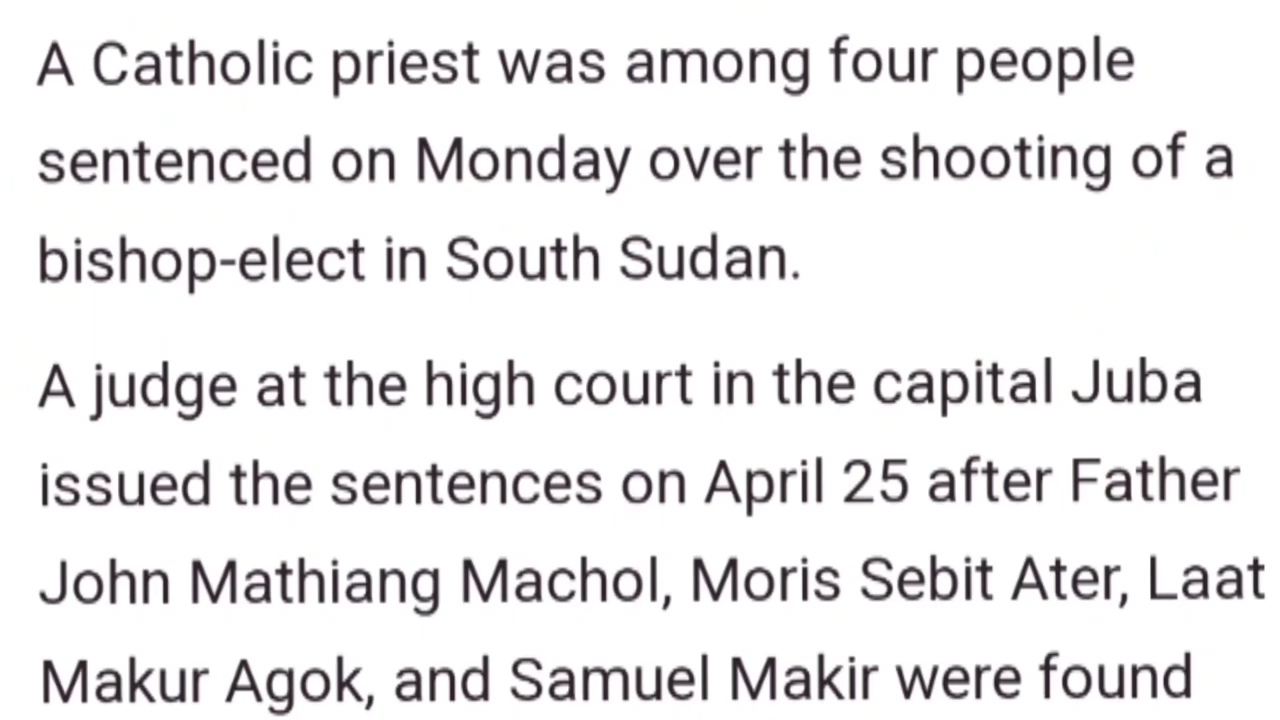 A Catholic priest was among four people
sentenced on Monday over the shooting of a
bishop-elect in South Sudan.
A judge at the high court in the capital Juba
issued the sentences on April 25 after Father
John Mathiang Machol, Moris Sebit Ater, Laat
Makur Agok, and Samuel Makir were found